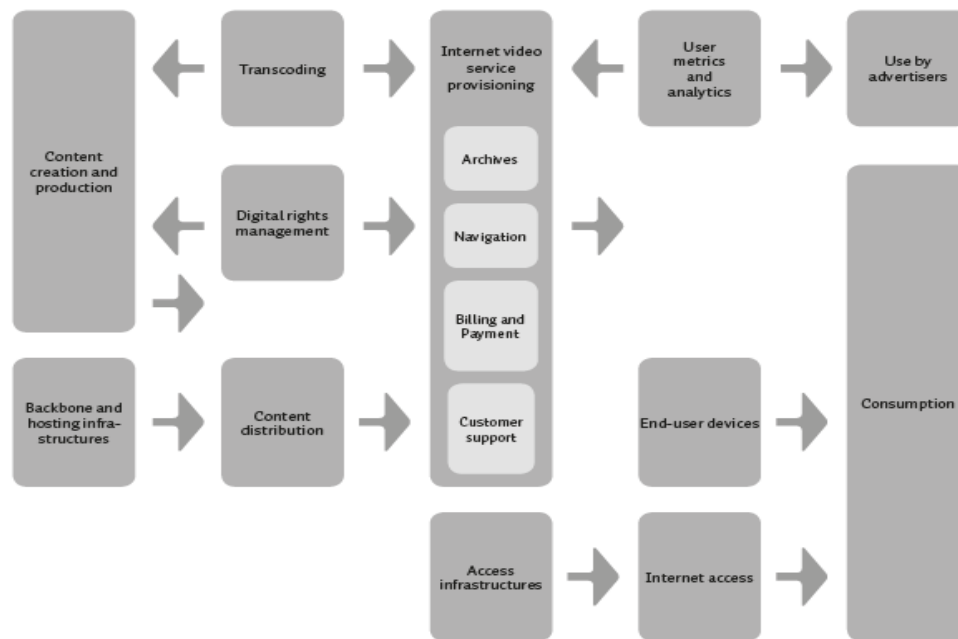 Transcoding
Internet video
service
provisioning
User
metrics
and
analytics
Use by
advertisers
Content
creation and
production
Archives
Digital rights
management
Navigation
Billing and
Payment
Backbone and
hosting infra-
structures
Content
distribution
Customer
support
End-user devices
Consumption
Access
infrastructures
Internet access